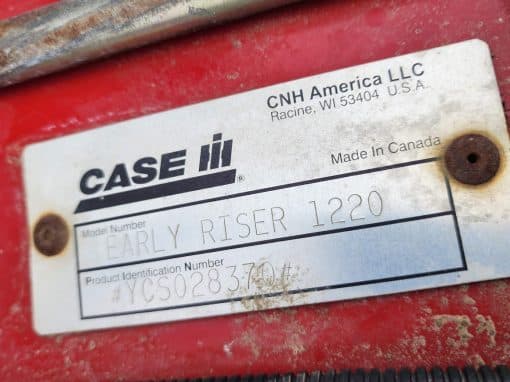 CNH America LLC
Racine, WI 53404 U.S.A.
CASE IH
Made In Canada
Model Number
EARLY RISER 1220
Product Identification Number
#YCS028370#